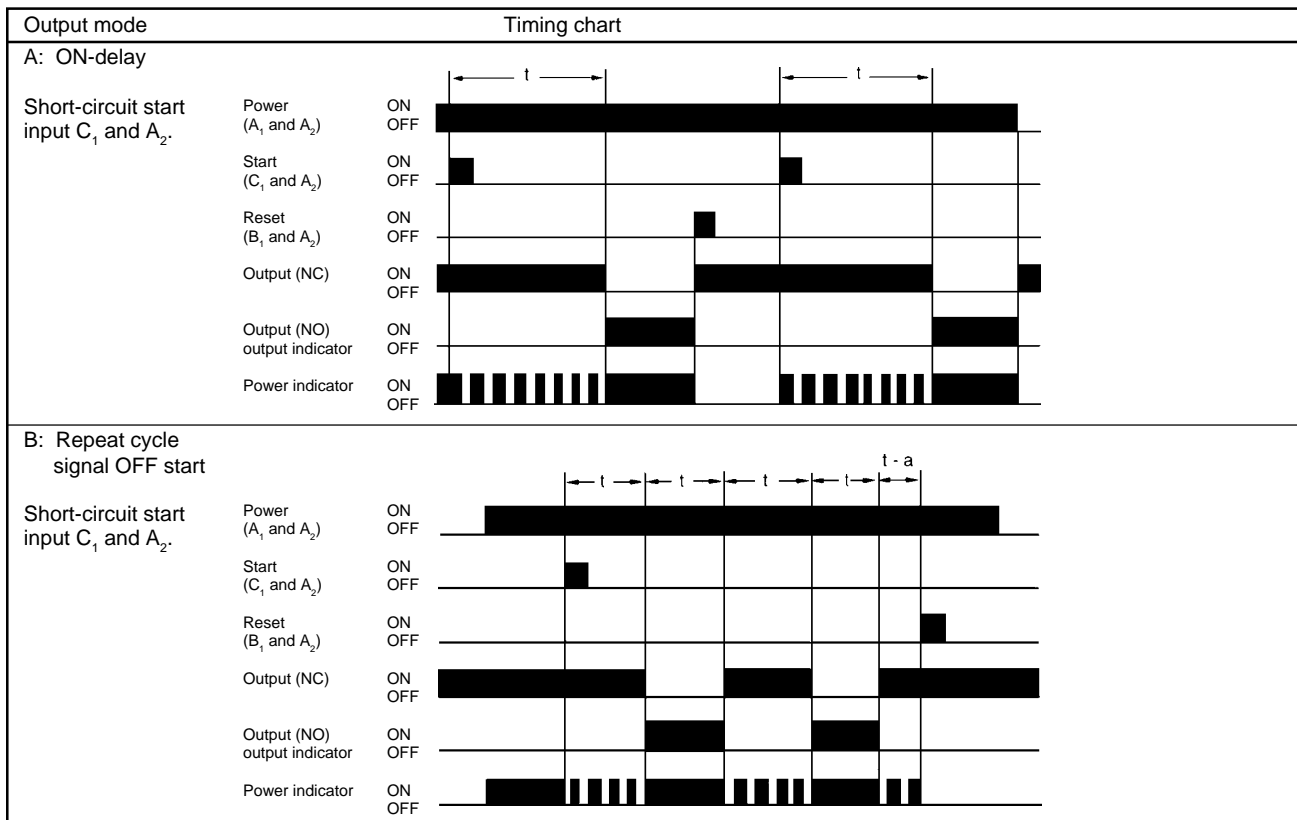 Output mode Timing chart
A: ON-delay
t t
Short-circuit start
input C₁ and A₂.
Power ON
(A₁ and A₂) OFF
Start ON
(C₁ and A₂) OFF
Reset ON
(B₁ and A₂) OFF
Output (NC) ON
OFF
Output (NO) ON
output indicator OFF
Power indicator ON
OFF
B: Repeat cycle
signal OFF start
t t t t t - a
Short-circuit start
input C₁ and A₂.
Power ON
(A₁ and A₂) OFF
Start ON
(C₁ and A₂) OFF
Reset ON
(B₁ and A₂) OFF
Output (NC) ON
OFF
Output (NO) ON
output indicator OFF
Power indicator ON
OFF